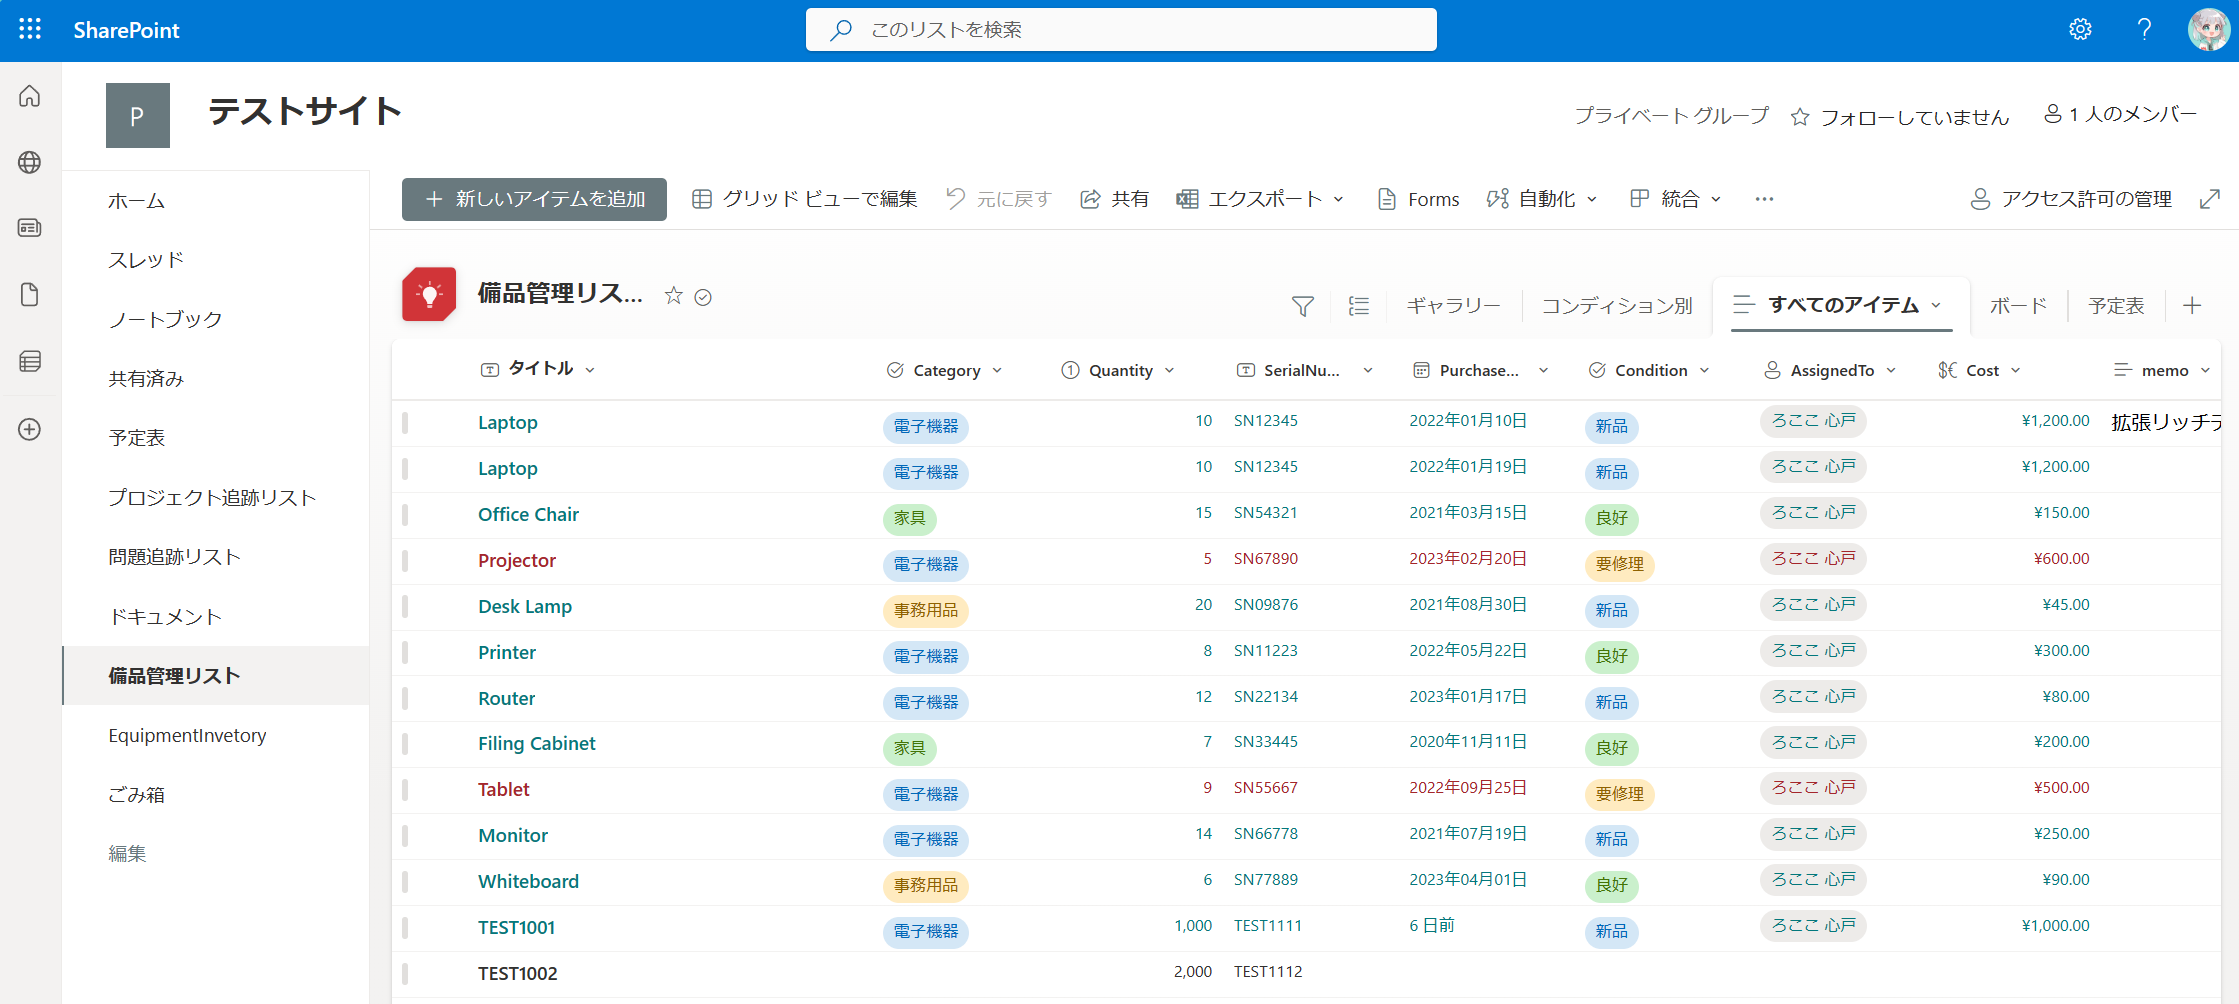 SharePoint
このリストを検索
P
テストサイト
プライベート グループ
フォローしていません
1 人のメンバー
新しいアイテムを追加
グリッド ビューで編集
元に戻す
共有
エクスポート
Forms
自動化
統合
アクセス許可の管理
ホーム
スレッド
ノートブック
共有済み
予定表
プロジェクト追跡リスト
問題追跡リスト
ドキュメント
備品管理リスト
EquipmentInvetory
ごみ箱
編集
備品管理リス...
ギャラリー
コンディション別
すべてのアイテム
ボード
予定表
タイトル Category Quantity SerialNu... Purchase... Condition AssignedTo Cost memo
Laptop 電子機器 10 SN12345 2022年01月10日 新品 ろここ 心戸 ¥1,200.00 拡張リッチテ
Laptop 電子機器 10 SN12345 2022年01月19日 新品 ろここ 心戸 ¥1,200.00
Office Chair 家具 15 SN54321 2021年03月15日 良好 ろここ 心戸 ¥150.00
Projector 電子機器 5 SN67890 2023年02月20日 要修理 ろここ 心戸 ¥600.00
Desk Lamp 事務用品 20 SN09876 2021年08月30日 新品 ろここ 心戸 ¥45.00
Printer 電子機器 8 SN11223 2022年05月22日 良好 ろここ 心戸 ¥300.00
Router 電子機器 12 SN22134 2023年01月17日 新品 ろここ 心戸 ¥80.00
Filing Cabinet 家具 7 SN33445 2020年11月11日 良好 ろここ 心戸 ¥200.00
Tablet 電子機器 9 SN55667 2022年09月25日 要修理 ろここ 心戸 ¥500.00
Monitor 電子機器 14 SN66778 2021年07月19日 新品 ろここ 心戸 ¥250.00
Whiteboard 事務用品 6 SN77889 2023年04月01日 良好 ろここ 心戸 ¥90.00
TEST1001 電子機器 1,000 TEST1111 6 日前 新品 ろここ 心戸 ¥1,000.00
TEST1002 2,000 TEST1112